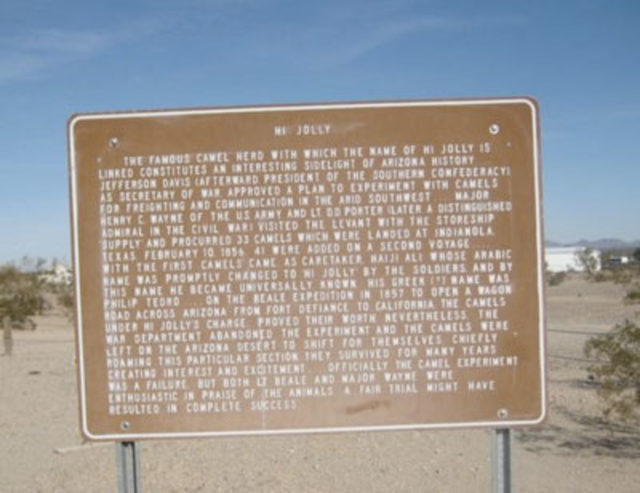 HI JOLLY
THE FAMOUS CAMEL HERD WITH WHICH THE NAME OF HI JOLLY IS
LINKED CONSTITUTES AN INTERESTING SIDELIGHT OF ARIZONA HISTORY
JEFFERSON DAVIS (AFTERWARD PRESIDENT OF THE SOUTHERN CONFEDERACY)
AS SECRETARY OF WAR APPROVED A PLAN TO EXPERIMENT WITH CAMELS
FOR FREIGHTING AND COMMUNICATION IN THE ARID SOUTHWEST MAJOR
HENRY C WAYNE OF THE US ARMY AND LT DD PORTER (LATER A DISTINGUISHED
ADMIRAL IN THE CIVIL WAR) VISITED THE LEVANT WITH THE STORESHIP
SUPPLY AND PROCURRED 33 CAMELS WHICH WERE LANDED AT INDIANOLA,
TEXAS, FEBRUARY 10, 1856. WERE ADDED ON A SECOND VOYAGE
WITH THE FIRST CAMELS CAME AS CARETAKER, HAIJI ALI, WHOSE ARABIC
NAME WAS PROMPTLY CHANGED TO HI JOLLY BY THE SOLDIERS, AND BY
THIS NAME HE BECAME UNIVERSALLY KNOWN. HIS GREEK NAME WAS
PHILIP TEDRO ... ON THE BEALE EXPEDITION IN 1857 TO OPEN A WAGON
ROAD ACROSS ARIZONA FROM FORT DEFIANCE TO CALIFORNIA, THE CAMELS
UNDER HI JOLLY'S CHARGE, PROVED THEIR WORTH NEVERTHELESS THE
WAR DEPARTMENT ABANDONED THE EXPERIMENT AND THE CAMELS WERE
LEFT ON THE ARIZONA DESERT TO SHIFT FOR THEMSELVES CHIEFLY
ROAMING THIS PARTICULAR SECTION THEY SURVIVED FOR MANY YEARS
CREATING INTEREST AND EXCITEMENT OFFICIALLY THE CAMEL EXPERIMENT
WAS A FAILURE, BUT BOTH LT BEALE AND MAJOR WAYNE WERE
ENTHUSIASTIC IN PRAISE OF THE ANIMALS A FAIR TRIAL MIGHT HAVE
RESULTED IN COMPLETE SUCCESS